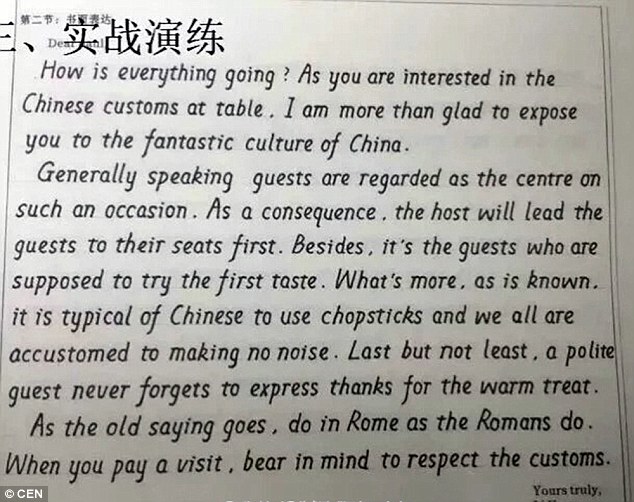 第二节：书面表达
三、实战演练
Dear Paul,
How is everything going? As you are interested in the
Chinese customs at table, I am more than glad to expose
you to the fantastic culture of China.
Generally speaking guests are regarded as the centre on
such an occasion. As a consequence, the host will lead the
guests to their seats first. Besides, it's the guests who are
supposed to try the first taste. What's more, as is known,
it is typical of Chinese to use chopsticks and we all are
accustomed to making no noise. Last but not least, a polite
guest never forgets to express thanks for the warm treat.
As the old saying goes, do in Rome as the Romans do.
When you pay a visit, bear in mind to respect the customs.
Yours truly,
© CEN